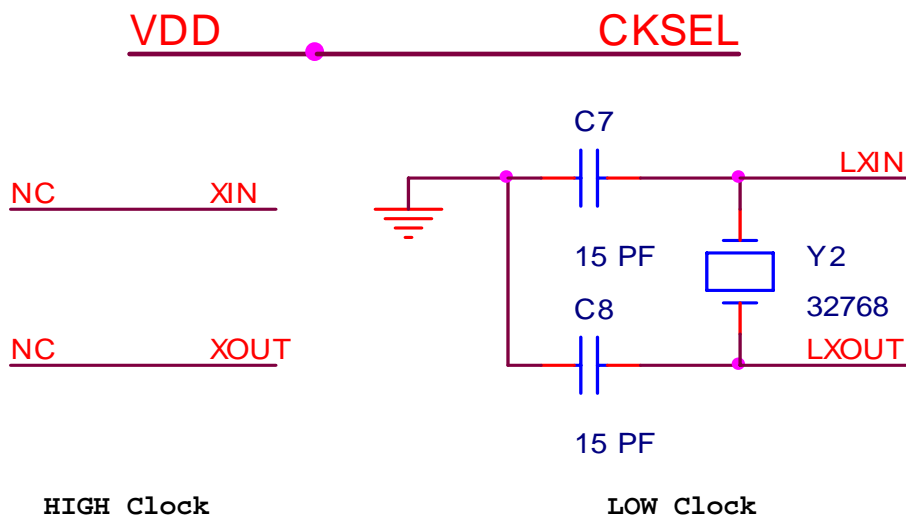 VDD CKSEL
C7
LXIN
NC XIN
15 PF
Y2
C8
32768
NC XOUT
LXOUT
15 PF
HIGH Clock LOW Clock